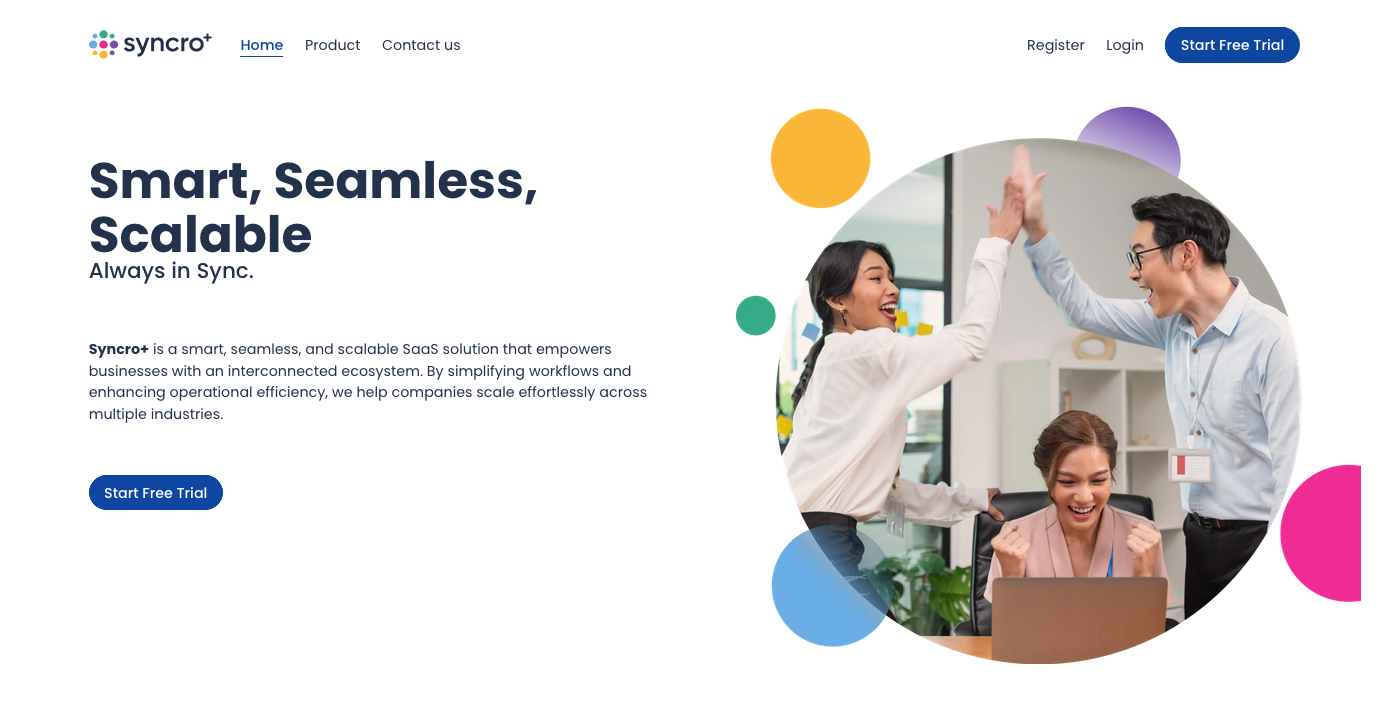 syncro+
Home Product Contact us
Register Login Start Free Trial
Smart, Seamless,
Scalable
Always in Sync.
Syncro+ is a smart, seamless, and scalable SaaS solution that empowers
businesses with an interconnected ecosystem. By simplifying workflows and
enhancing operational efficiency, we help companies scale effortlessly across
multiple industries.
Start Free Trial